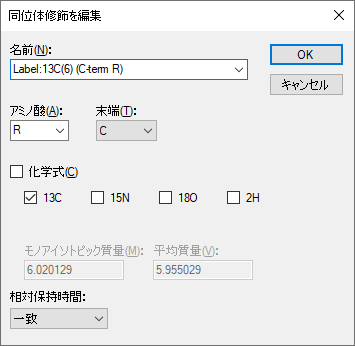 同位体修飾を編集
名前(N):
Label:13C(6) (C-term R)
OK
キャンセル
アミノ酸(A):
末端(T):
R
C
化学式(C)
13C
15N
18O
2H
モノアイソトピック質量(M):
平均質量(V):
6.020129
5.955029
相対保持時間:
一致